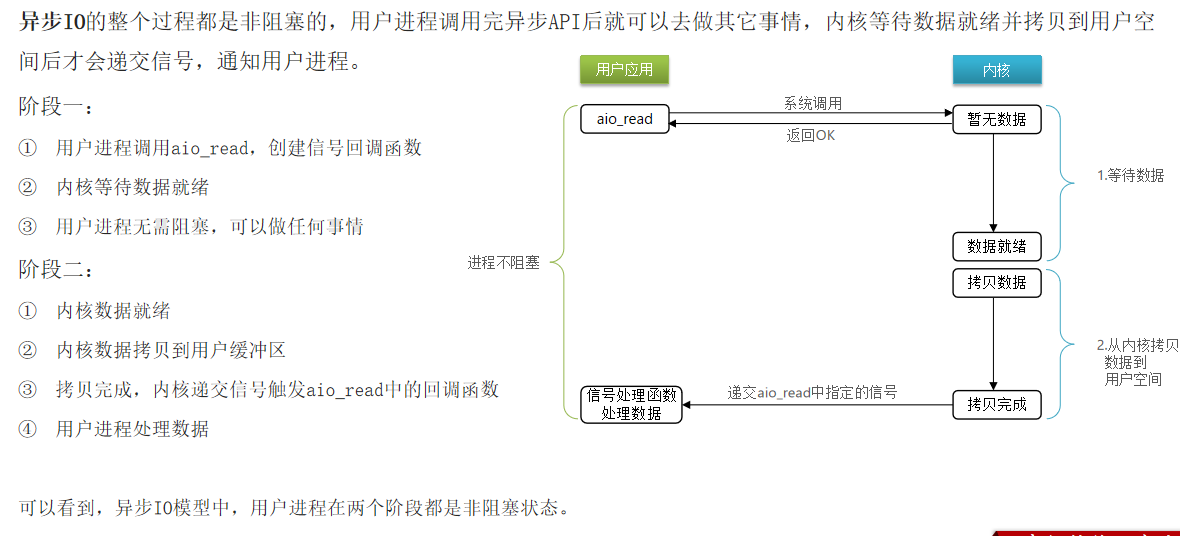 异步IO的整个过程都是非阻塞的，用户进程调用完异步API后就可以去做其它事情，内核等待数据就绪并拷贝到用户空
间后才会递交信号，通知用户进程。
阶段一：
① 用户进程调用aio_read，创建信号回调函数
② 内核等待数据就绪
③ 用户进程无需阻塞，可以做任何事情
阶段二：
① 内核数据就绪
② 内核数据拷贝到用户缓冲区
③ 拷贝完成，内核递交信号触发aio_read中的回调函数
④ 用户进程处理数据
可以看到，异步IO模型中，用户进程在两个阶段都是非阻塞状态。
用户应用
内核
aio_read
系统调用
返回OK
暂无数据
1.等待数据
数据就绪
进程不阻塞
拷贝数据
2.从内核拷贝
数据到
用户空间
信号处理函数
处理数据
递交aio_read中指定的信号
拷贝完成